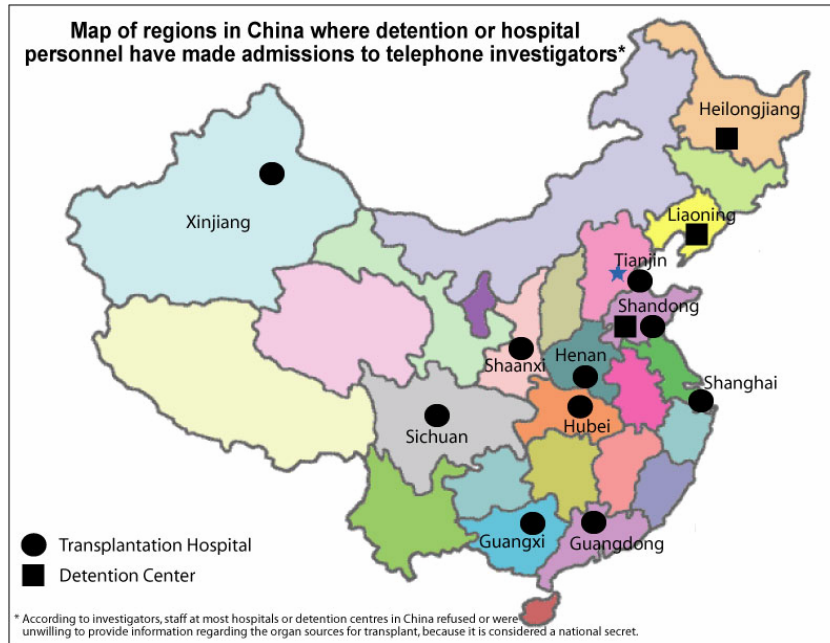 Map of regions in China where detention or hospital
personnel have made admissions to telephone investigators*
Heilongjiang
Xinjiang
Liaoning
Tianjin
Shandong
Shaanxi
Henan
Shanghai
Sichuan
Hubei
Guangxi
Guangdong
Transplantation Hospital
Detention Center
* According to investigators, staff at most hospitals or detention centres in China refused or were
unwilling to provide information regarding the organ sources for transplant, because it is considered a national secret.